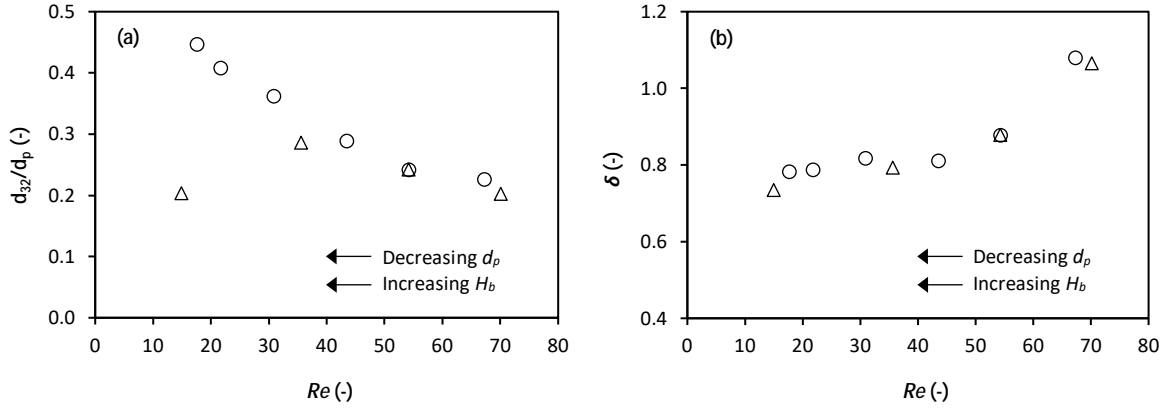 (a)
d32/dp (-)
0.5
0.4
0.3
0.2
0.1
0.0
Decreasing dp
Increasing Hb
0 10 20 30 40 50 60 70 80
Re (-)
(b)
δ (-)
1.2
1.0
0.8
0.6
0.4
Decreasing dp
Increasing Hb
0 10 20 30 40 50 60 70 80
Re (-)